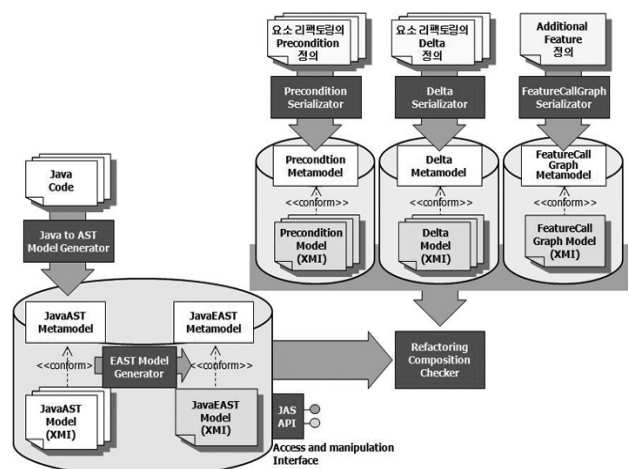 요소 리팩토링의
Precondition
정의
요소 리팩토링의
Delta
정의
Additional
Feature
정의
Precondition
Serializator
Delta
Serializator
FeatureCallGraph
Serializator
Precondtion
Metamodel
Delta
Metamodel
FeatureCall
Graph Metamodel
<<conform>>
<<conform>>
<<conform>>
Precondition
Model
(XMI)
Delta
Model
(XMI)
FeatureCall
Graph Model
(XMI)
Java
Code
Java to AST
Model Generator
JavaAST
Metamodel
JavaEAST
Metamodel
<<conform>>
EAST Model
Generator
<<conform>>
JavaAST
Model
(XMI)
JavaEAST
Model
(XMI)
Refactoring
Composition
Checker
JAS
API
Access and manipulation
Interface